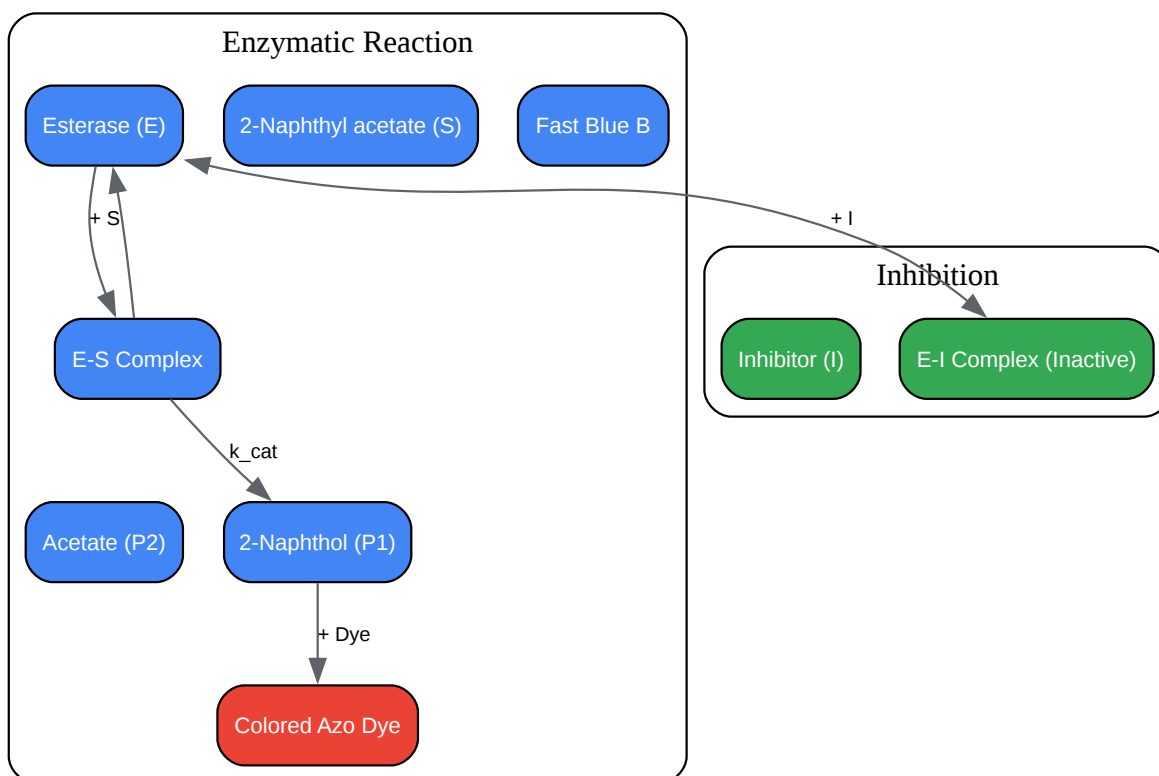 Enzymatic Reaction
Esterase (E)
2-Naphthyl acetate (S)
Fast Blue B
+ S
+ I
Inhibition
E-S Complex
Inhibitor (I)
E-I Complex (Inactive)
k_cat
Acetate (P2)
2-Naphthol (P1)
+ Dye
Colored Azo Dye